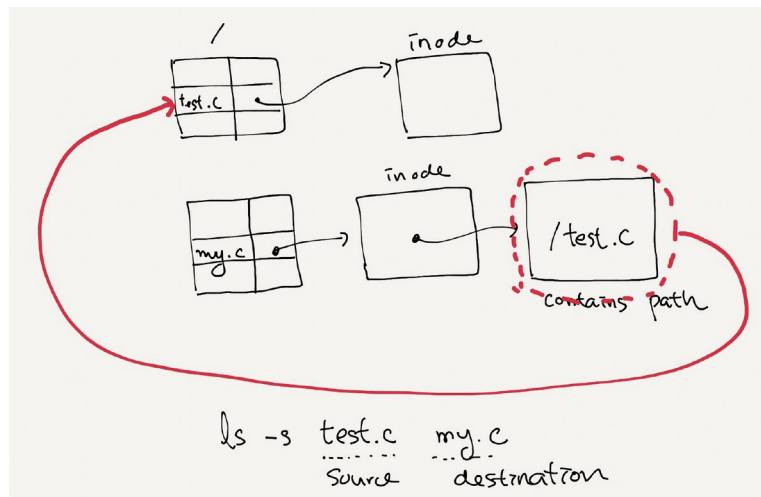 /
inode
test.c
inode
my.c
/test.c
contains path
ls -s test.c my.c
source destination